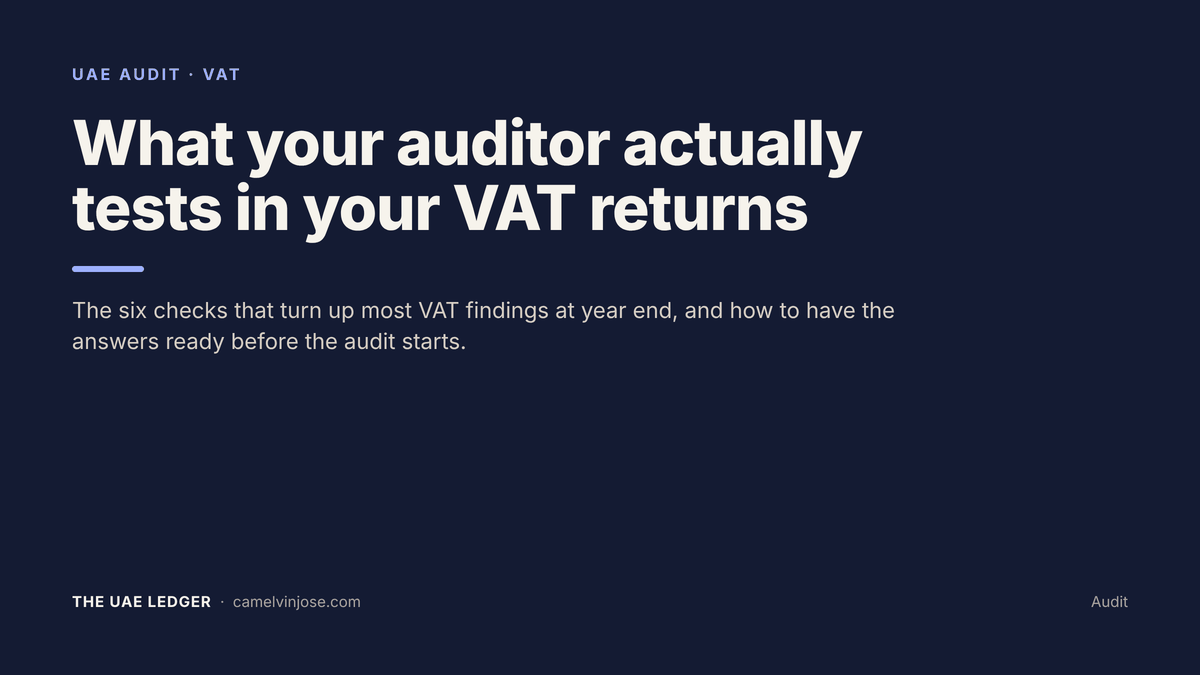 UAE AUDIT · VAT
What your auditor actually
tests in your VAT returns
The six checks that turn up most VAT findings at year end, and how to have the
answers ready before the audit starts.
THE UAE LEDGER · camelvinjose.com
Audit